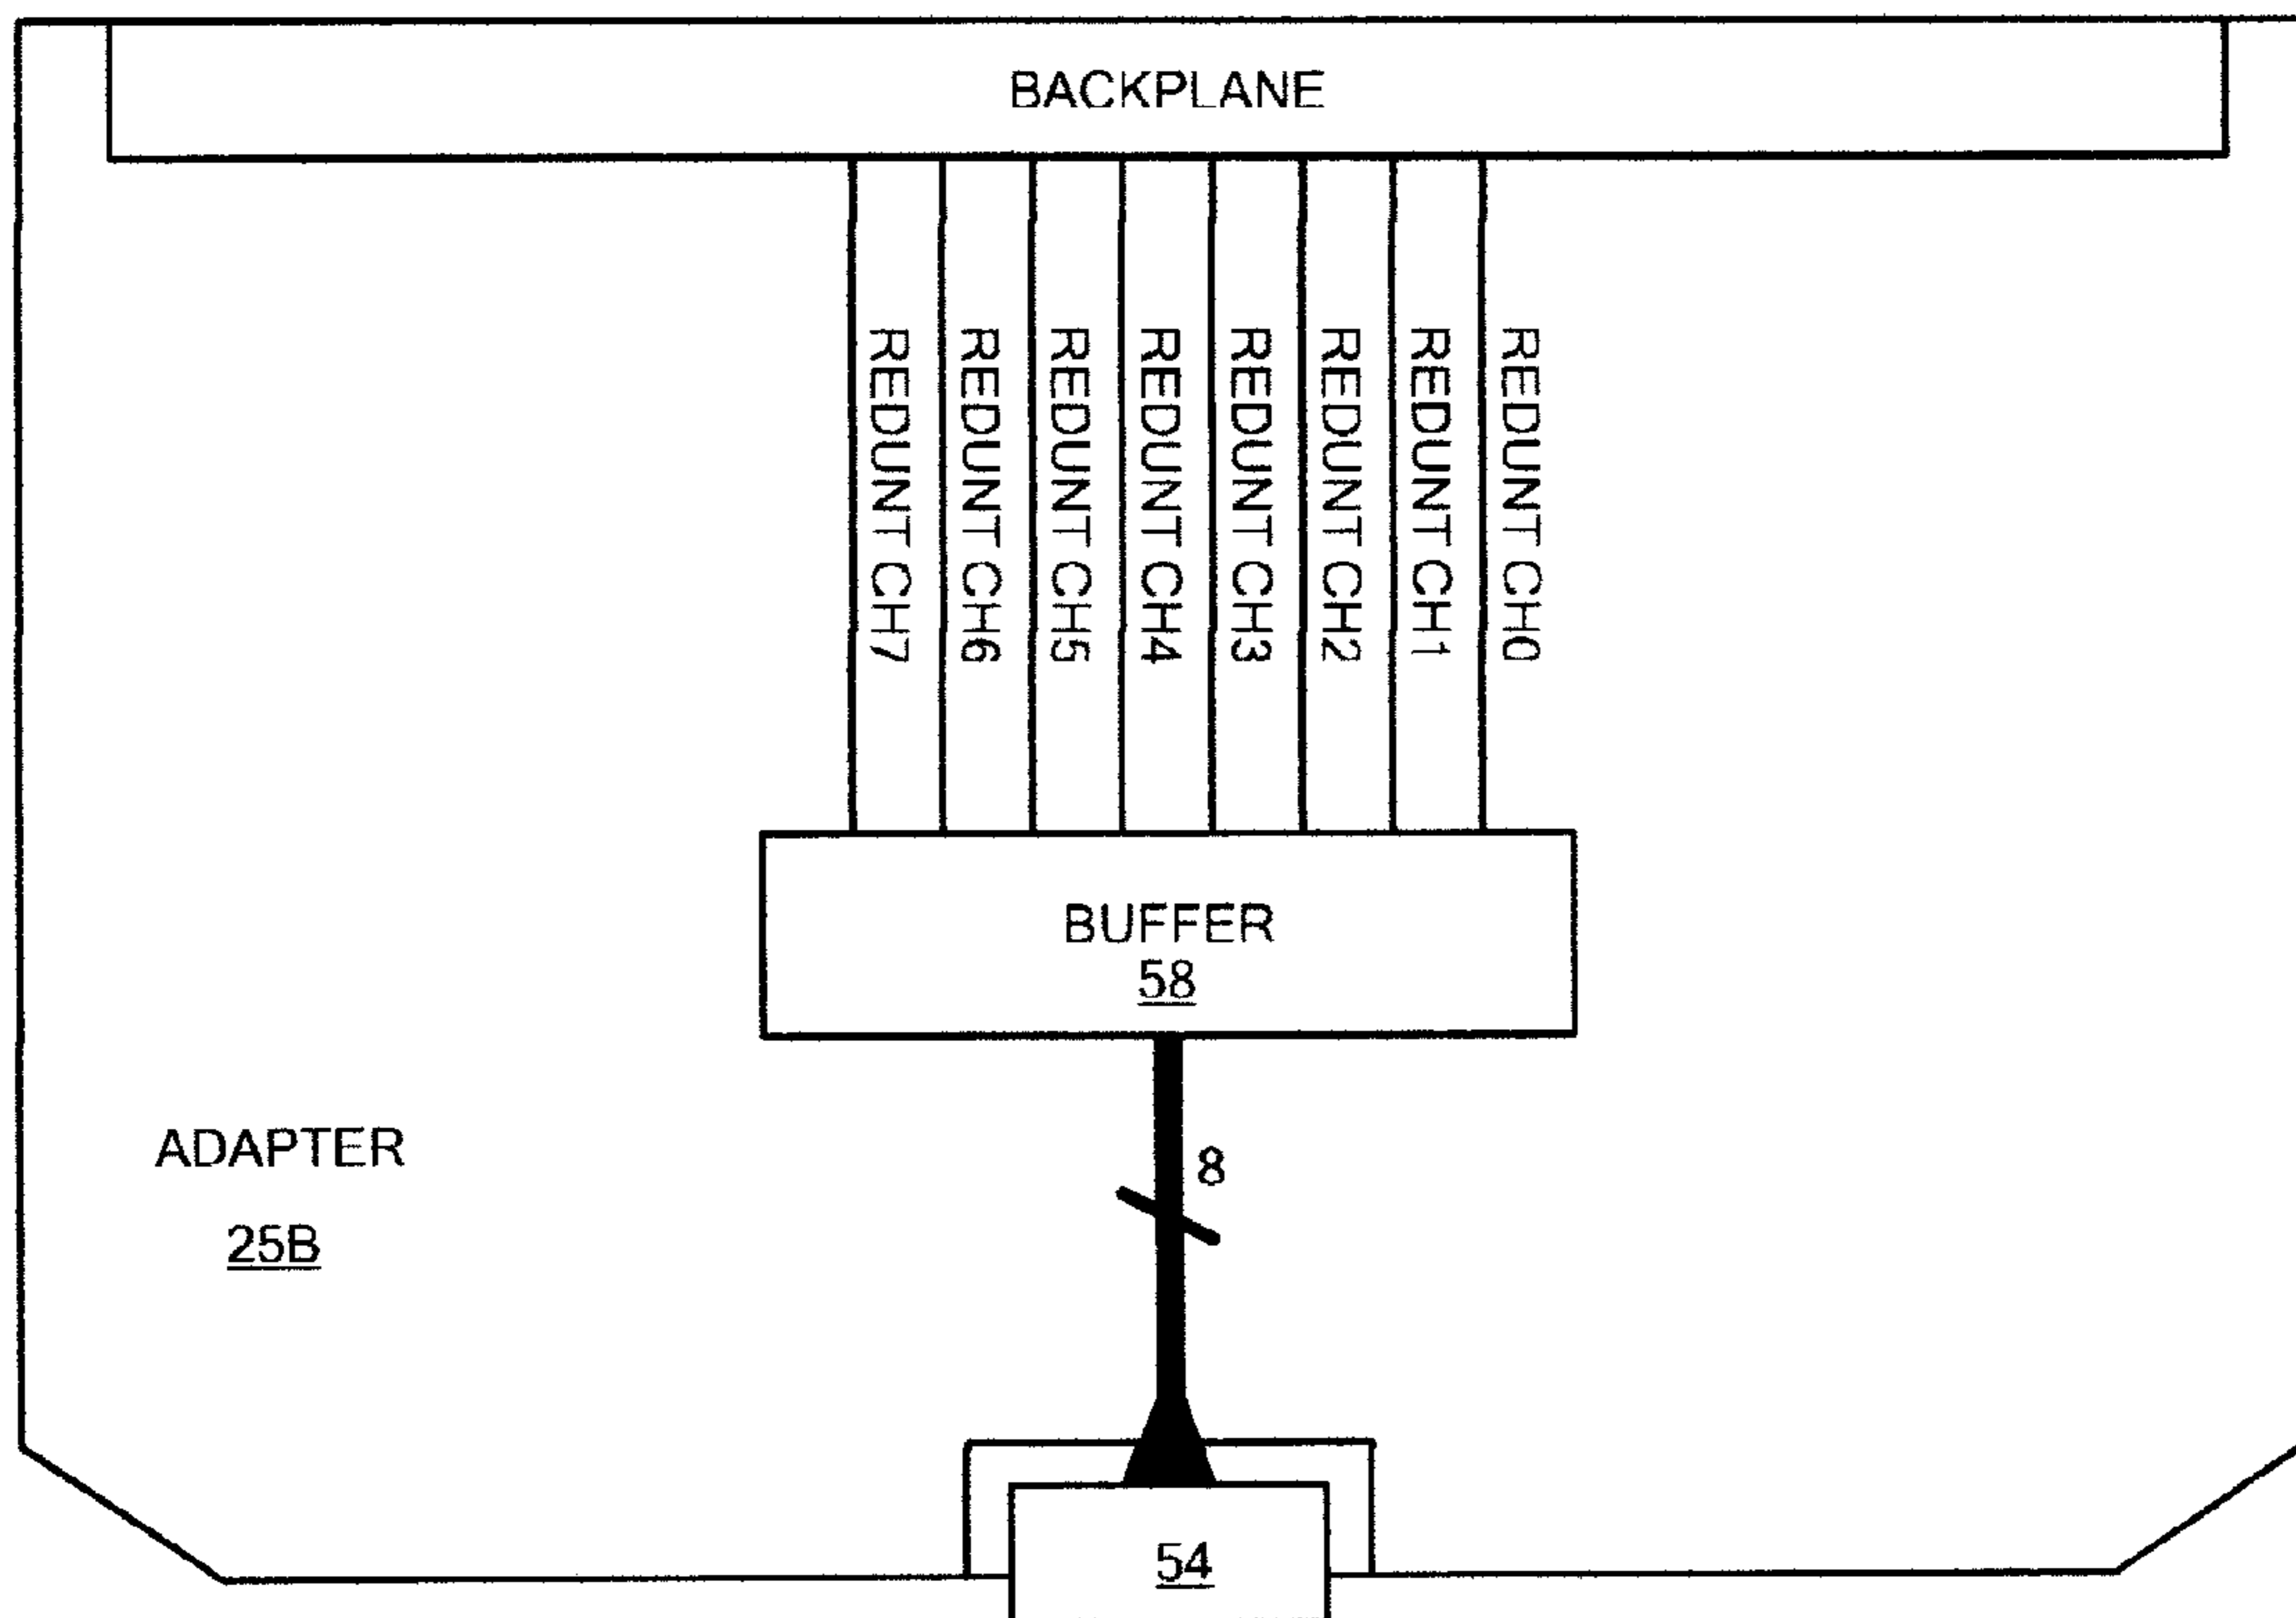 BACKPLANE
REDUNT CH7
REDUNT CH6
REDUNT CH5
REDUNT CH4
REDUNT CH3
REDUNT CH2
REDUNT CH1
REDUNT CH0
BUFFER
58
8
ADAPTER
25B
54